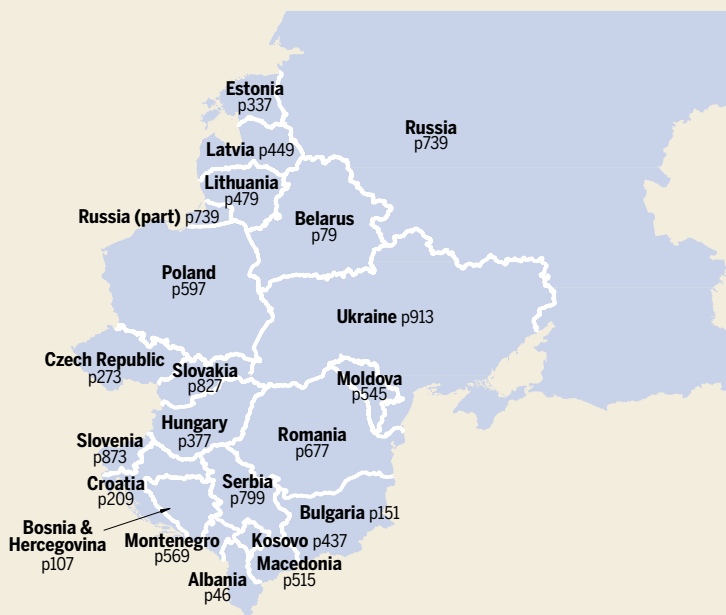 Estonia
p337
Russia
p739
Latvia p449
Lithuania
p479
Russia (part) p739
Belarus
p79
Poland
p597
Ukraine p913
Czech Republic
p273
Slovakia
p827
Moldova
p545
Hungary
p377
Slovenia
p873
Romania
p677
Croatia
p209
Serbia
p799
Bulgaria p151
Bosnia &
Hercegovina
p107
Montenegro
p569
Kosovo p437
Macedonia
p515
Albania
p46